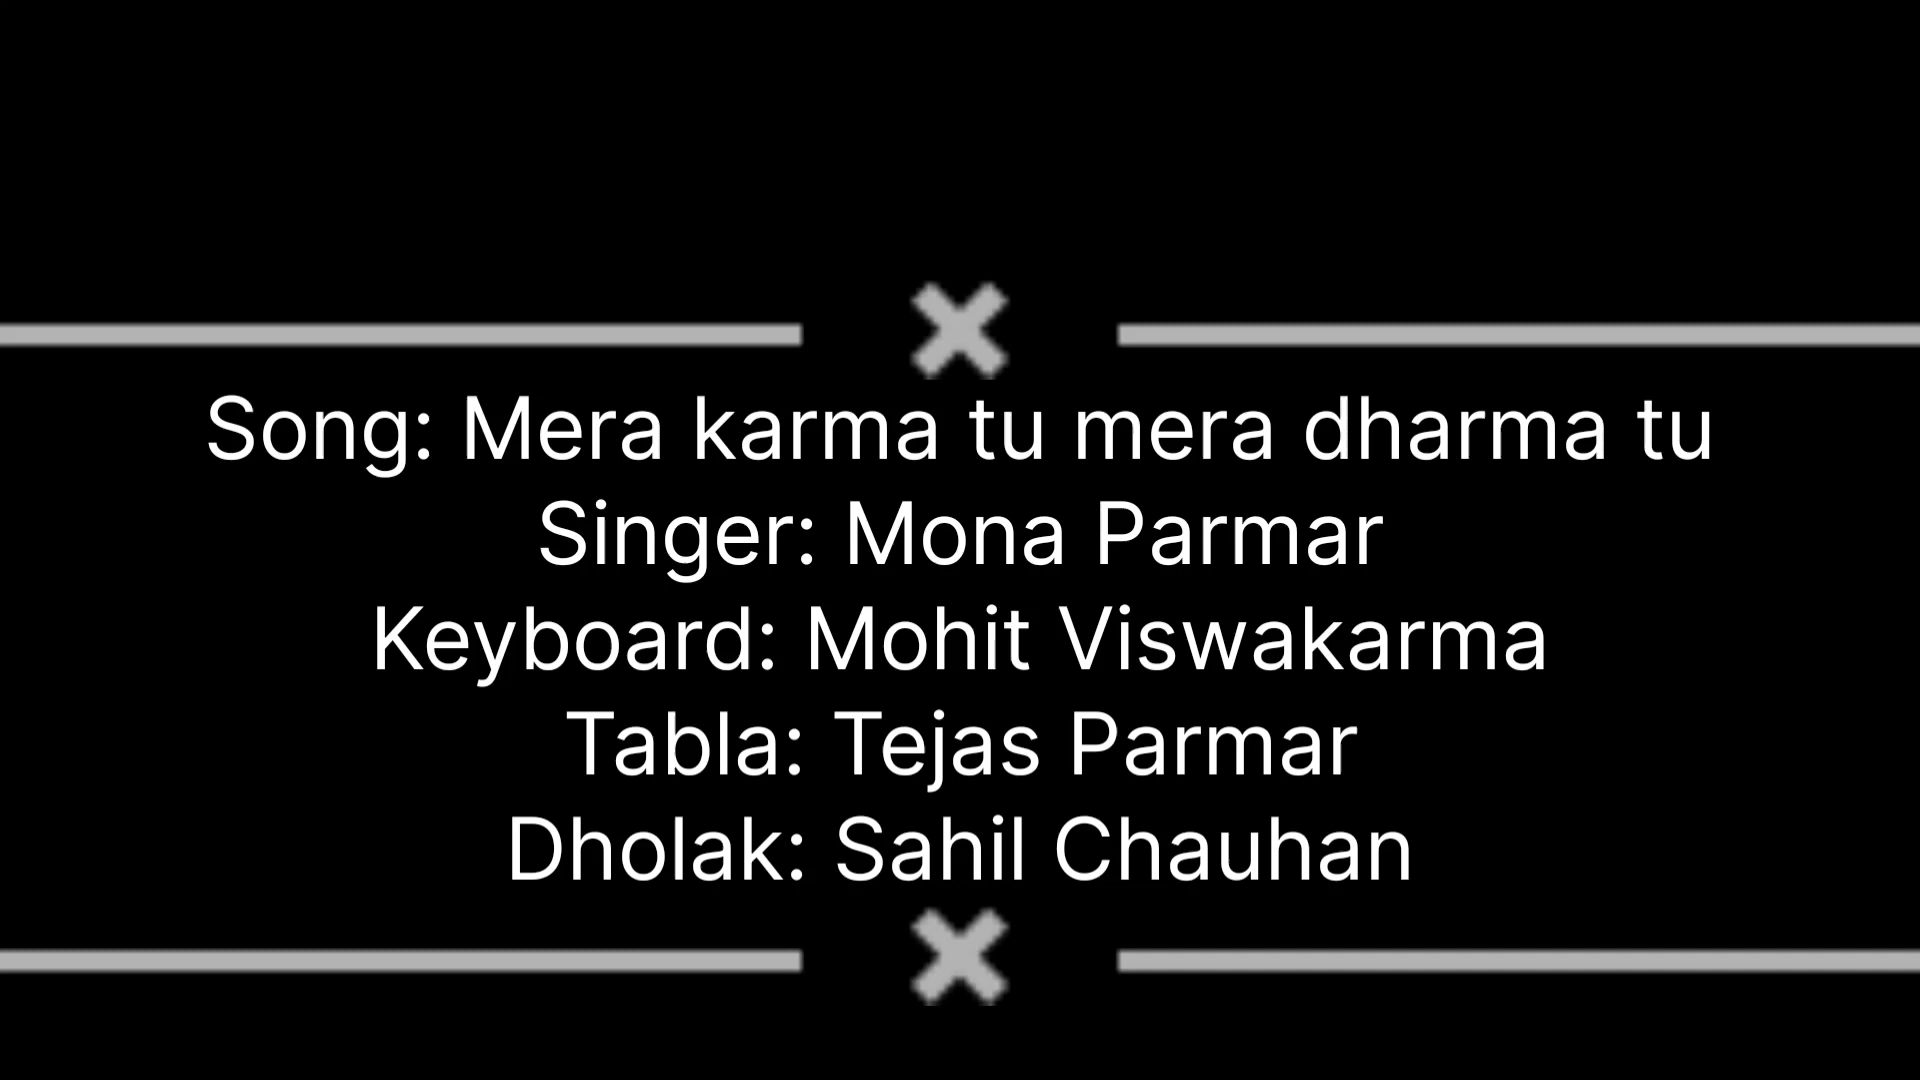 Song: Mera karma tu mera dharma tu
Singer: Mona Parmar
Keyboard: Mohit Viswakarma
Tabla: Tejas Parmar
Dholak: Sahil Chauhan